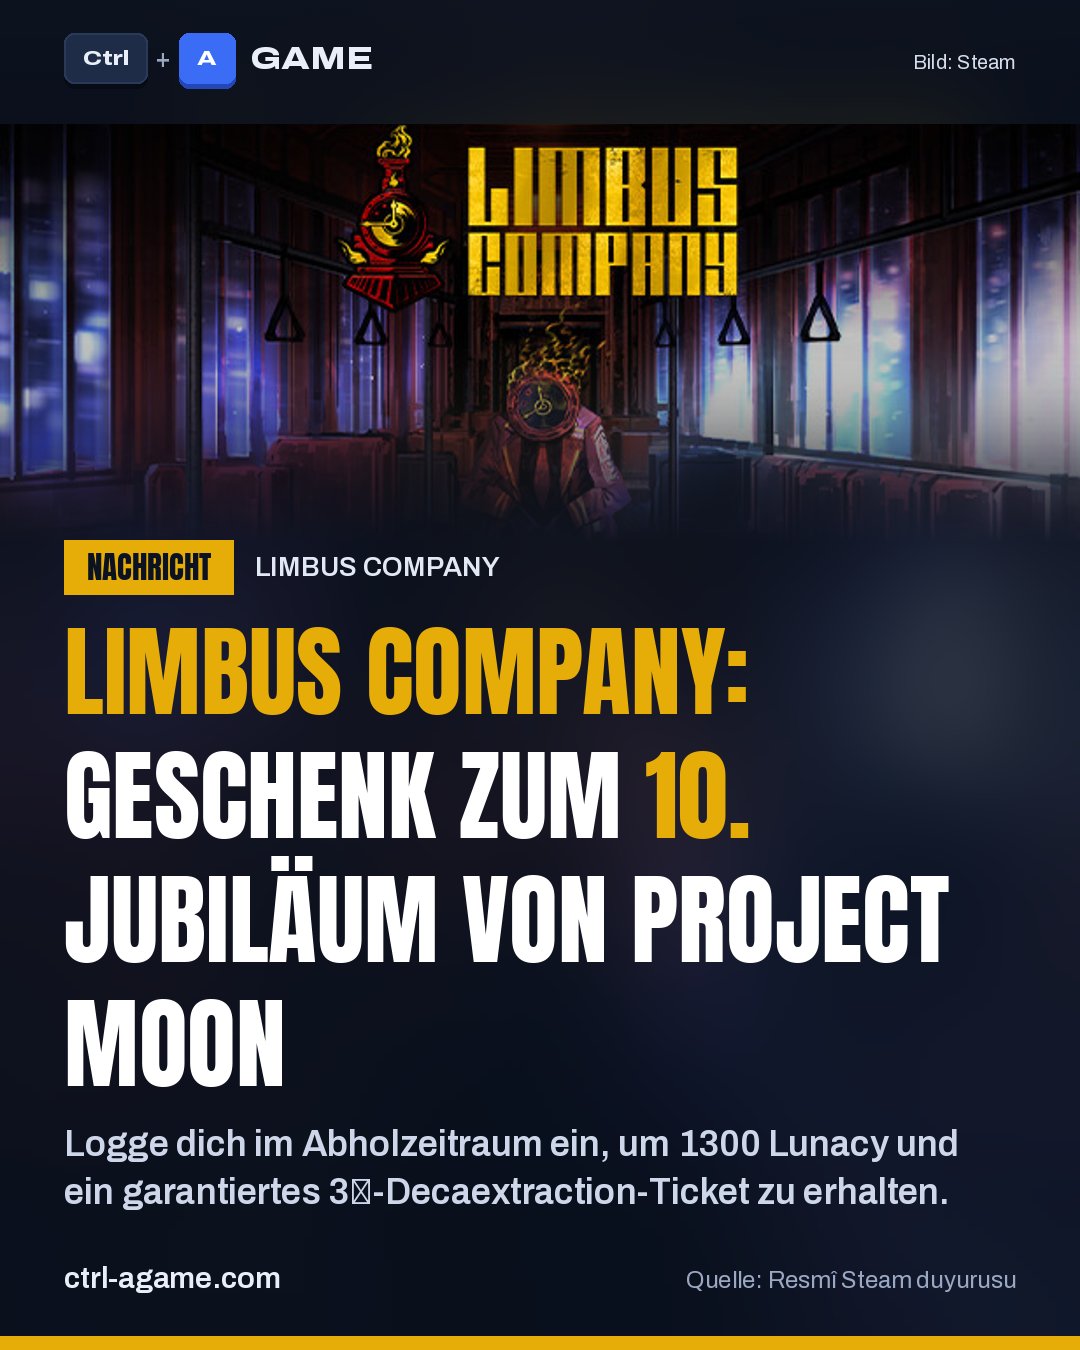 Ctrl + A GAME
Bild: Steam
LIMBUS
COMPANY
NACHRICHT LIMBUS COMPANY
LIMBUS COMPANY:
GESCHENK ZUM 10.
JUBILÄUM VON PROJECT
MOON
Logge dich im Abholzeitraum ein, um 1300 Lunacy und
ein garantiertes 3-Decaextraction-Ticket zu erhalten.
ctrl-agame.com
Quelle: Resmî Steam duyurusu